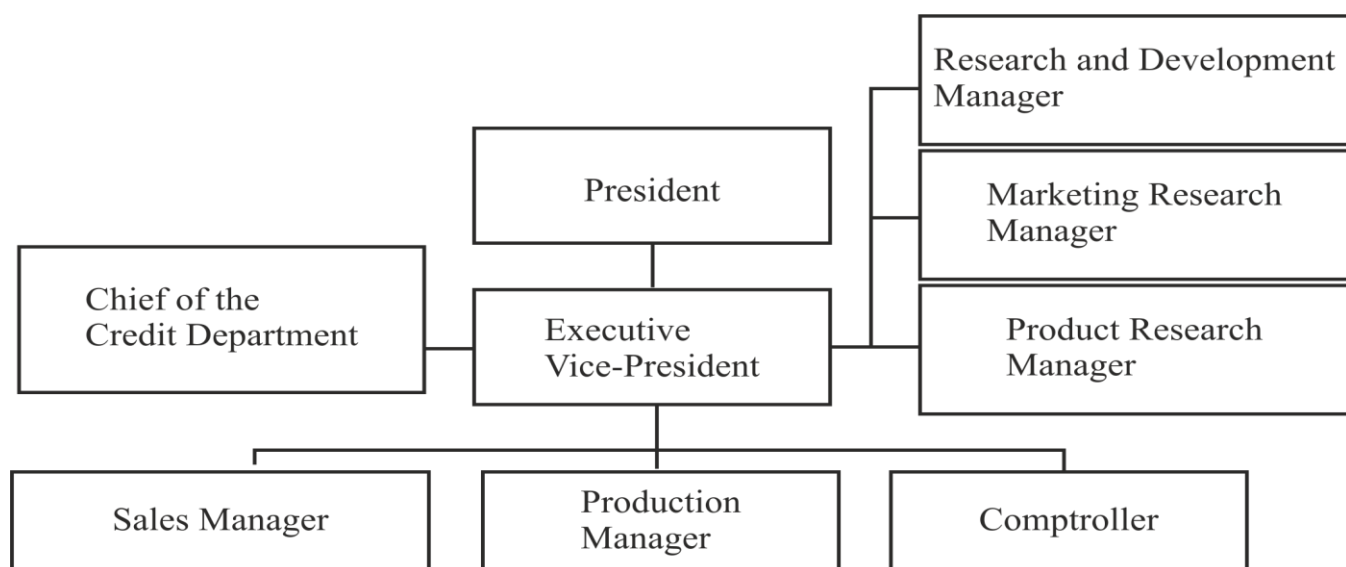 Research and Development
Manager
President
Marketing Research
Manager
Chief of the
Credit Department
Executive
Vice-President
Product Research
Manager
Sales Manager
Production
Manager
Comptroller